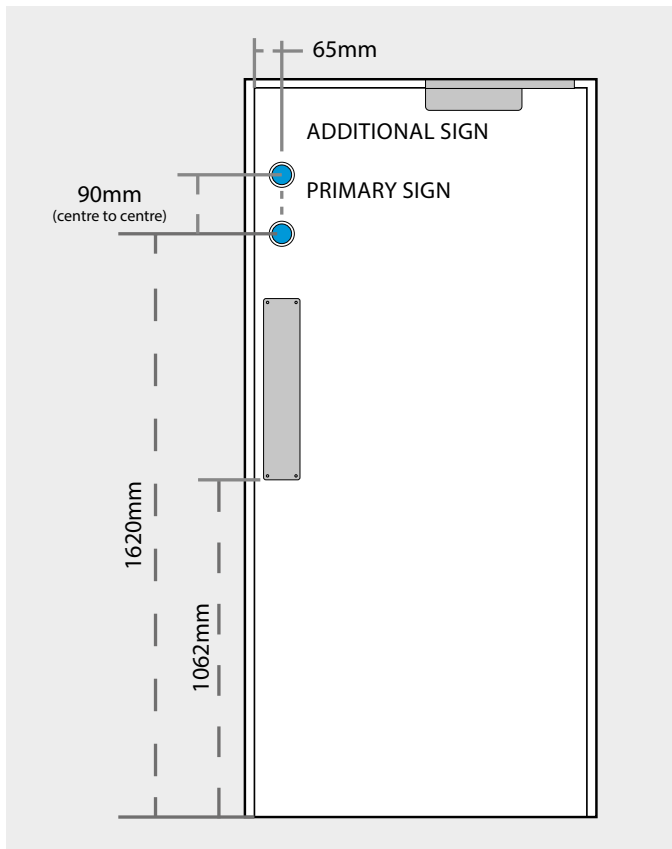 65mm
ADDITIONAL SIGN
90mm
(centre to centre)
PRIMARY SIGN
1620mm
1062mm